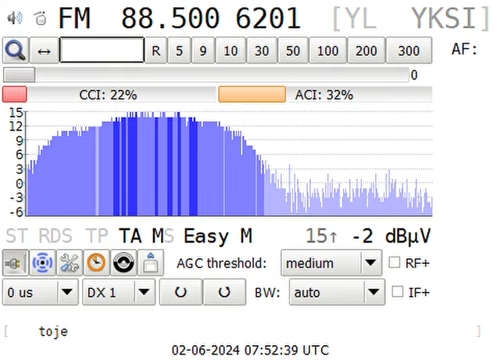 FM 88.500 6201 [YL YKSI]
↔ R 5 9 10 30 50 100 200 300 AF:
0
CCI: 22% ACI: 32%
15
12
9
6
3
0
-3
-6
ST RDS TP TA MS Easy M 15↑ -2 dBµV
AGC threshold: medium RF+
0 us DX 1 BW: auto IF+
[ toje ]
02-06-2024 07:52:39 UTC